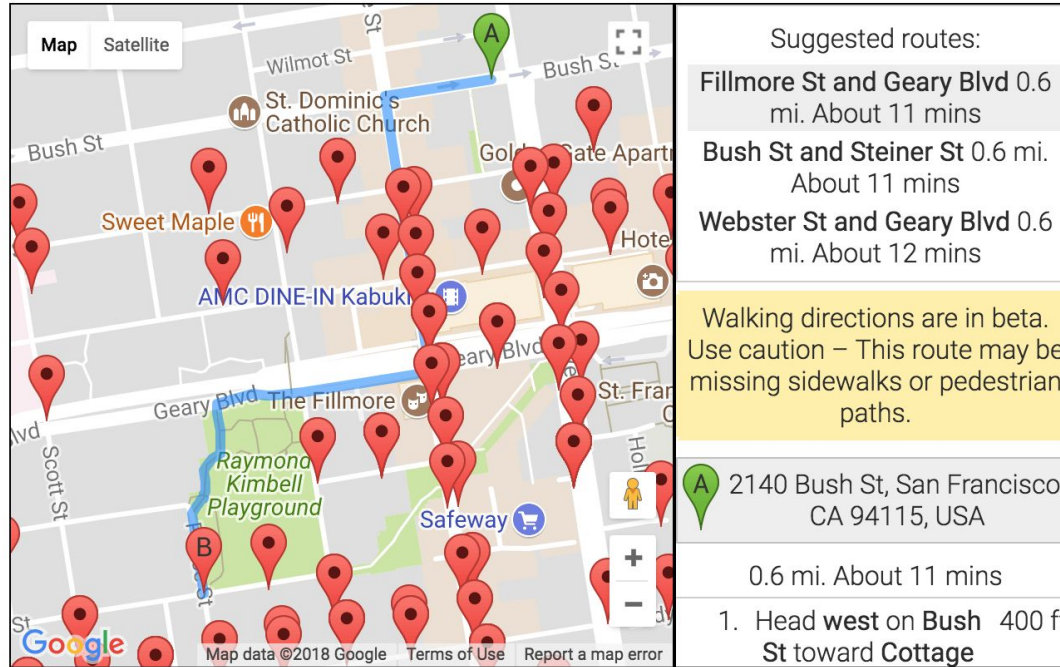 Map Satellite
Wilmot St
Bush St
St. Dominic's
Catholic Church
Bush St
Sweet Maple
AMC DINE-IN Kabuki
Geary Blvd
The Fillmore
Scott St
Raymond
Kimbell
Playground
Safeway
A
B
Google
Map data ©2018 Google Terms of Use Report a map error
Suggested routes:
Fillmore St and Geary Blvd 0.6
mi. About 11 mins
Bush St and Steiner St 0.6 mi.
About 11 mins
Webster St and Geary Blvd 0.6
mi. About 12 mins
Walking directions are in beta.
Use caution – This route may be
missing sidewalks or pedestrian
paths.
A 2140 Bush St, San Francisco
CA 94115, USA
0.6 mi. About 11 mins
1. Head west on Bush 400 f
St toward Cottage